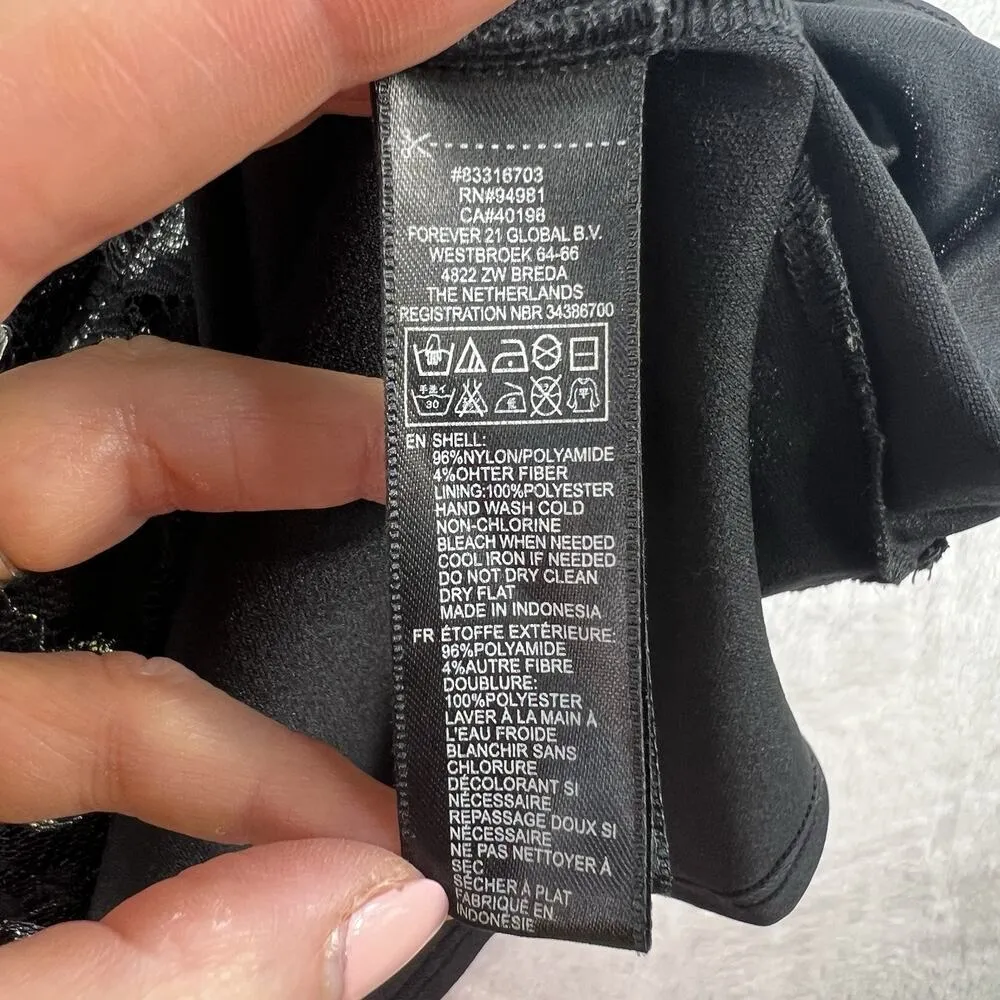 #83316703
RN#94981
CA#40198
FOREVER 21 GLOBAL B.V.
WESTBROEK 64-66
4822 ZW BREDA
THE NETHERLANDS
REGISTRATION NBR 34386700
手洗イ
30
EN SHELL:
96%NYLON/POLYAMIDE
4%OHTER FIBER
LINING:100%POLYESTER
HAND WASH COLD
NON-CHLORINE
BLEACH WHEN NEEDED
COOL IRON IF NEEDED
DO NOT DRY CLEAN
DRY FLAT
MADE IN INDONESIA
FR ÉTOFFE EXTÉRIEURE:
96%POLYAMIDE
4%AUTRE FIBRE
DOUBLURE:
100%POLYESTER
LAVER À LA MAIN À
L'EAU FROIDE
BLANCHIR SANS
CHLORURE
DÉCOLORANT SI
NÉCESSAIRE
REPASSAGE DOUX SI
NÉCESSAIRE
NE PAS NETTOYER À
SEC
SÉCHER À PLAT
FABRIQUÉ EN
INDONÉSIE